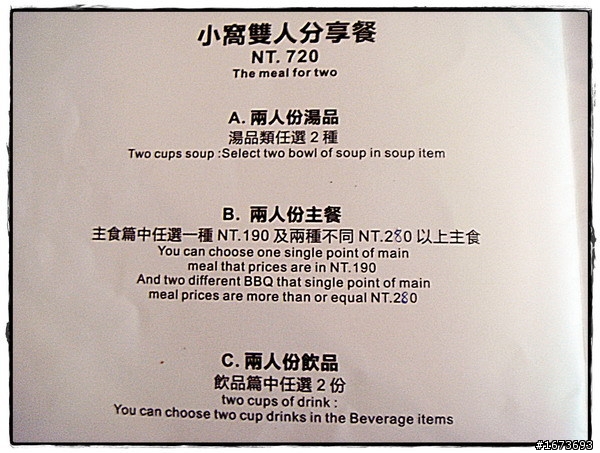 小窩雙人分享餐
NT. 720
The meal for two
A. 兩人份湯品
湯品類任選2種
Two cups soup :Select two bowl of soup in soup item
B. 兩人份主餐
主食篇中任選一種 NT.190 及兩種不同 NT.280 以上主食
You can choose one single point of main
meal that prices are in NT.190
And two different BBQ that single point of main
meal prices are more than or equal NT.280
C. 兩人份飲品
飲品篇中任選2份
two cups of drink :
You can choose two cup drinks in the Beverage items
#1673693